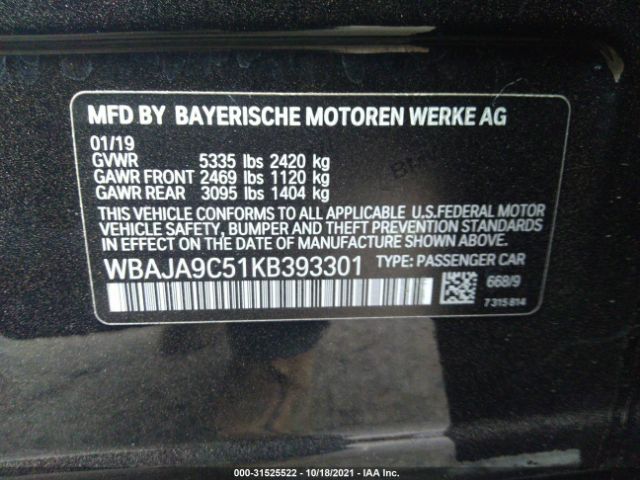 MFD BY BAYERISCHE MOTOREN WERKE AG
01/19
GVWR 5335 lbs 2420 kg
GAWR FRONT 2469 lbs 1120 kg
GAWR REAR 3095 lbs 1404 kg
THIS VEHICLE CONFORMS TO ALL APPLICABLE U.S.FEDERAL MOTOR
VEHICLE SAFETY, BUMPER AND THEFT PREVENTION STANDARDS
IN EFFECT ON THE DATE OF MANUFACTURE SHOWN ABOVE.
WBAJA9C51KB393301 TYPE: PASSENGER CAR
668/9
7 315 814
000-31525522 | 10/18/2021 | IAA Inc.